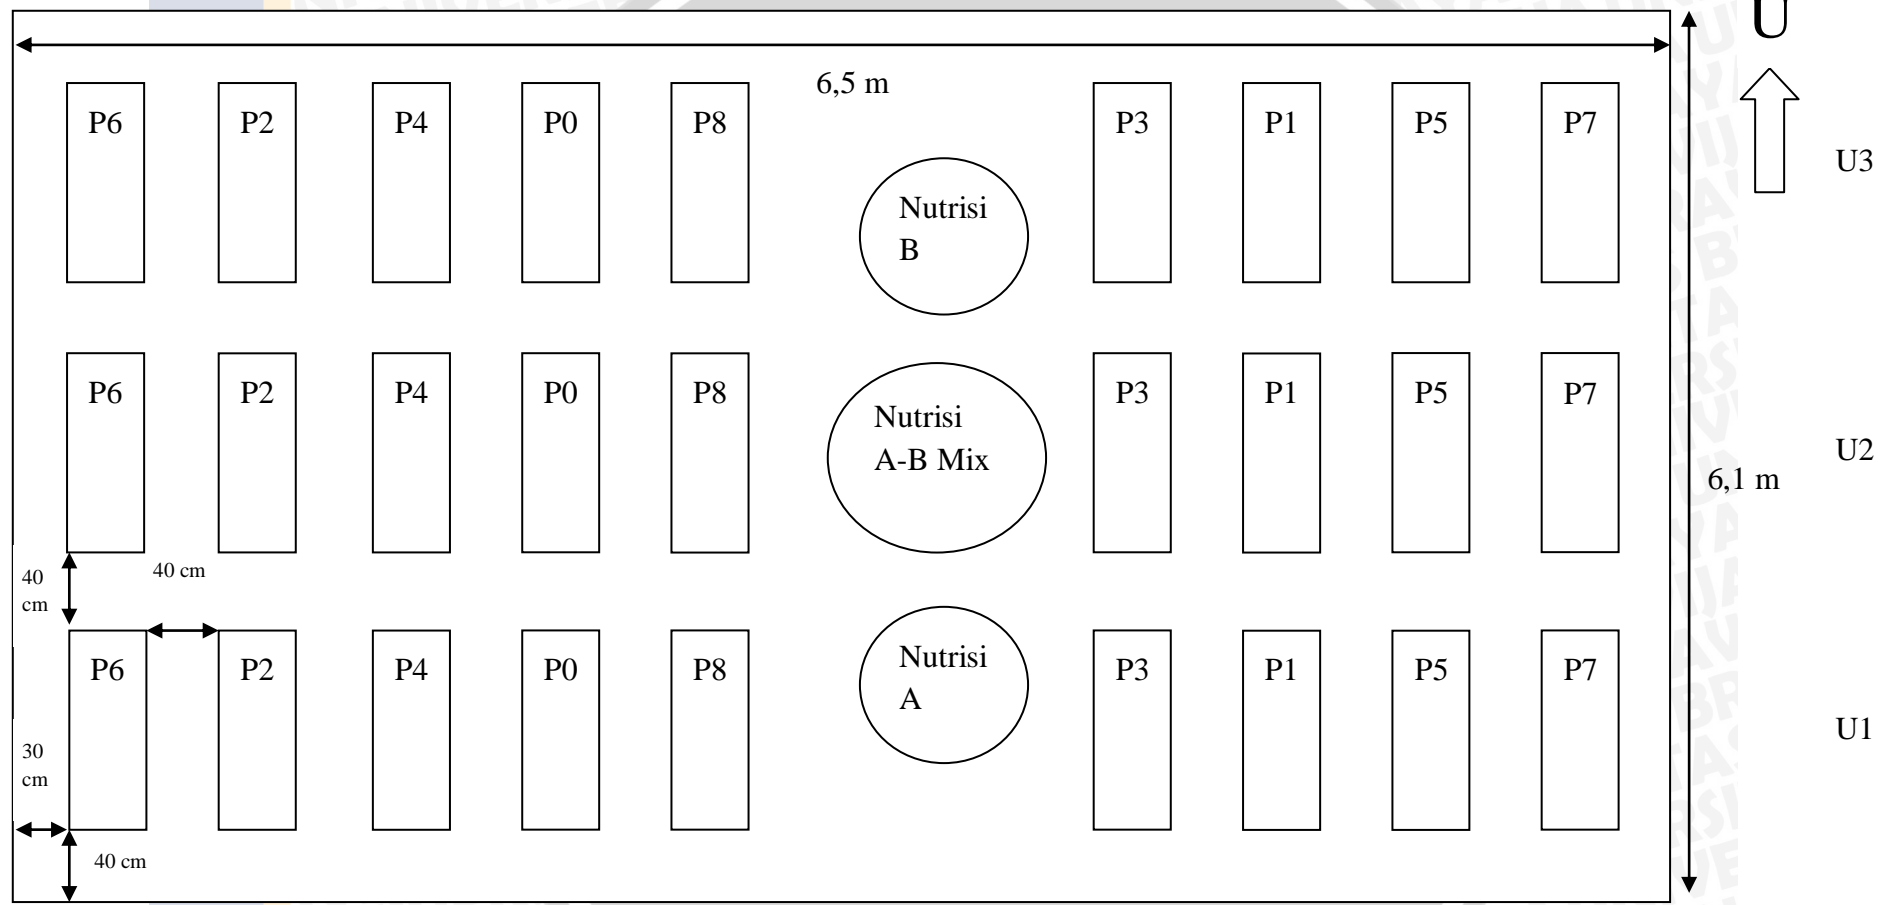 U
6,5 m
P6 P2 P4 P0 P8 P3 P1 P5 P7
U3
Nutrisi
B
P6 P2 P4 P0 P8 P3 P1 P5 P7
Nutrisi
A-B Mix
U2
6,1 m
40
cm
40 cm
P6 P2 P4 P0 P8 P3 P1 P5 P7
Nutrisi
A
U1
30
cm
40 cm